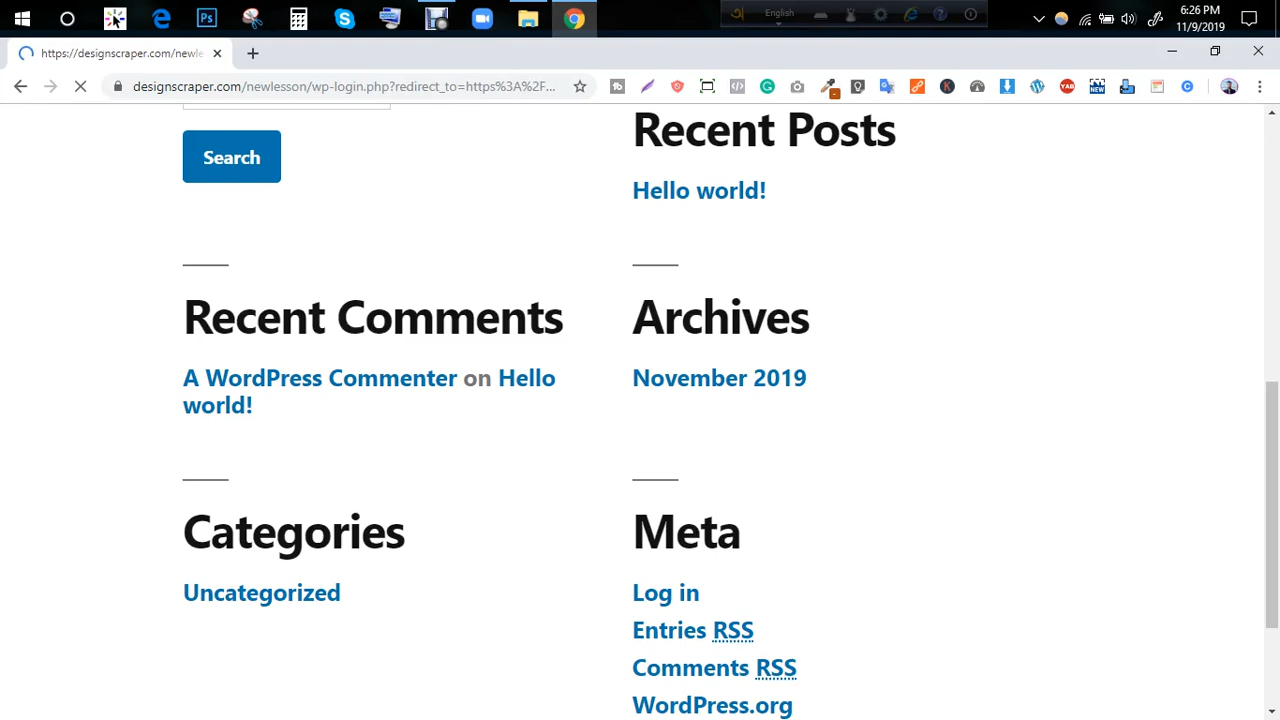 English
6:26 PM
11/9/2019
https://designscraper.com/newle
designscraper.com/newlesson/wp-login.php?redirect_to=https%3A%2F...
Search
Recent Posts
Hello world!
Recent Comments
A WordPress Commenter on Hello
world!
Archives
November 2019
Categories
Uncategorized
Meta
Log in
Entries RSS
Comments RSS
WordPress.org